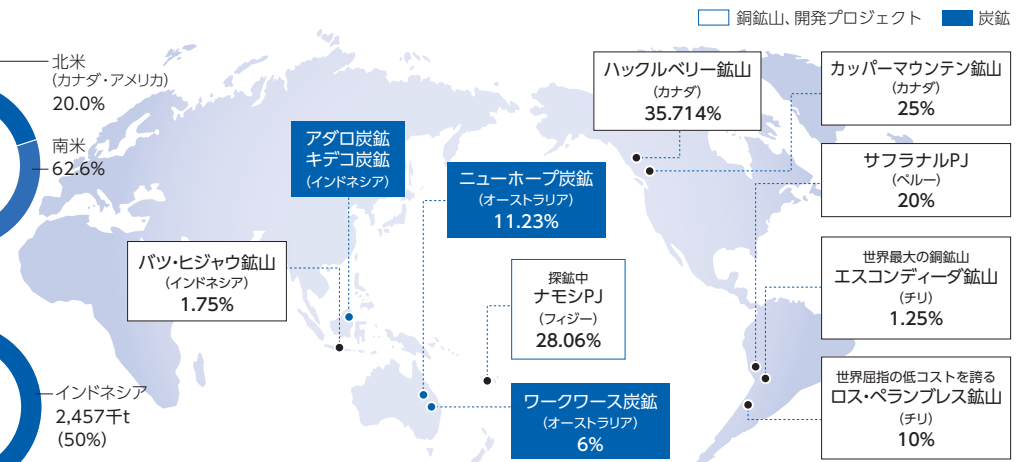 銅鉱山、開発プロジェクト
炭鉱
北米
(カナダ・アメリカ)
20.0%
南米
62.6%
アダロ炭鉱
キデコ炭鉱
(インドネシア)
ニューホープ炭鉱
(オーストラリア)
11.23%
ハックルベリー鉱山
(カナダ)
35.714%
カッパーマウンテン鉱山
(カナダ)
25%
サフラナルPJ
(ペルー)
20%
バツ・ヒジャウ鉱山
(インドネシア)
1.75%
探鉱中
ナモシPJ
(フィジー)
28.06%
世界最大の銅鉱山
エスコンディーダ鉱山
(チリ)
1.25%
インドネシア
2,457千t
(50%)
ワークワース炭鉱
(オーストラリア)
6%
世界屈指の低コストを誇る
ロス・ペランブレス鉱山
(チリ)
10%